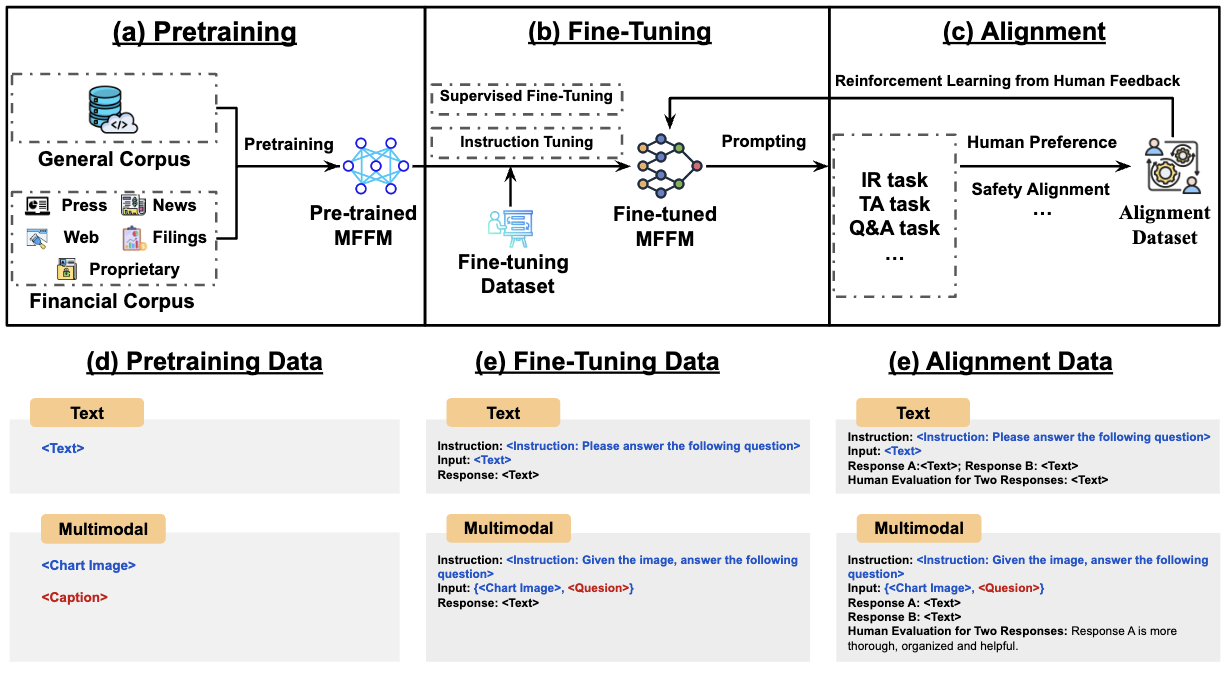 (a) Pretraining
General Corpus
Press
News
Web
Filings
Proprietary
Financial Corpus
Pretraining
Pre-trained
MFFM
(b) Fine-Tuning
Supervised Fine-Tuning
Instruction Tuning
Fine-tuning
Dataset
Fine-tuned
MFFM
Prompting
(c) Alignment
Reinforcement Learning from Human Feedback
IR task
TA task
Q&A task
...
Human Preference
Safety Alignment
...
Alignment
Dataset
(d) Pretraining Data
Text
<Text>
Multimodal
<Chart Image>
<Caption>
(e) Fine-Tuning Data
Text
Instruction: <Instruction: Please answer the following question>
Input: <Text>
Response: <Text>
Multimodal
Instruction: <Instruction: Given the image, answer the following
question>
Input: {<Chart Image>, <Quesion>}
Response: <Text>
(e) Alignment Data
Text
Instruction: <Instruction: Please answer the following question>
Input: <Text>
Response A:<Text>; Response B: <Text>
Human Evaluation for Two Responses: <Text>
Multimodal
Instruction: <Instruction: Given the image, answer the following
question>
Input: {<Chart Image>, <Quesion>}
Response A: <Text>
Response B: <Text>
Human Evaluation for Two Responses: Response A is more
thorough, organized and helpful.